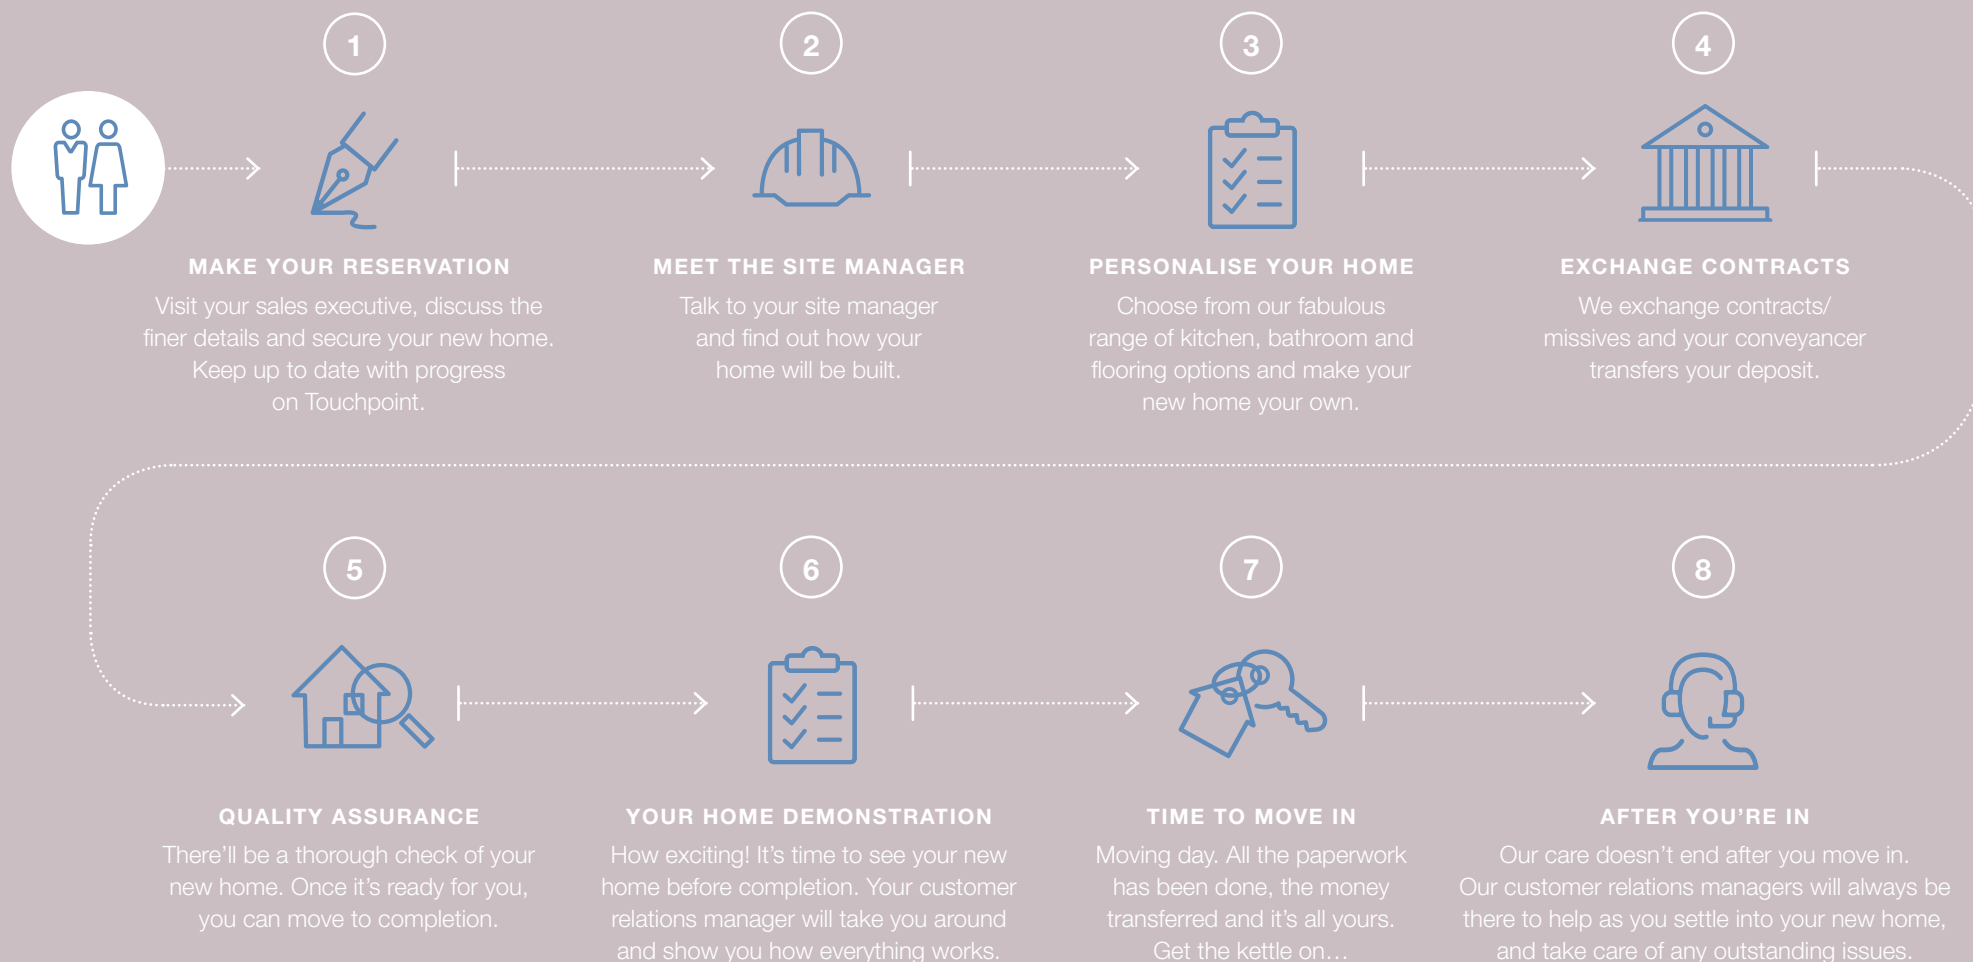 1
MAKE YOUR RESERVATION
Visit your sales executive, discuss the
finer details and secure your new home.
Keep up to date with progress
on Touchpoint.
2
MEET THE SITE MANAGER
Talk to your site manager
and find out how your
home will be built.
3
PERSONALISE YOUR HOME
Choose from our fabulous
range of kitchen, bathroom and
flooring options and make your
new home your own.
4
EXCHANGE CONTRACTS
We exchange contracts/
missives and your conveyancer
transfers your deposit.
5
QUALITY ASSURANCE
There’ll be a thorough check of your
new home. Once it’s ready for you,
you can move to completion.
6
YOUR HOME DEMONSTRATION
How exciting! It’s time to see your new
home before completion. Your customer
relations manager will take you around
and show you how everything works.
7
TIME TO MOVE IN
Moving day. All the paperwork
has been done, the money
transferred and it’s all yours.
Get the kettle on…
8
AFTER YOU’RE IN
Our care doesn’t end after you move in.
Our customer relations managers will always be
there to help as you settle into your new home,
and take care of any outstanding issues.